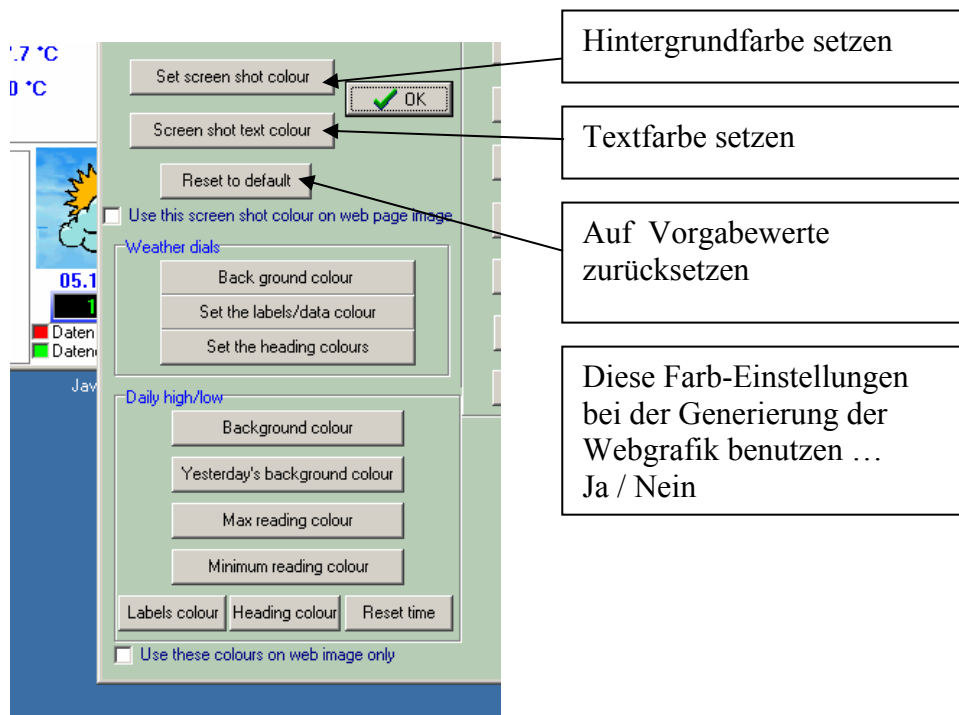 .7 °C
0 °C
Set screen shot colour
OK
Screen shot text colour
Reset to default
Use this screen shot colour on web page image
Weather dials
Back ground colour
Set the labels/data colour
Set the heading colours
05.1
1
Daten
Daten
Jav
Daily high/low
Background colour
Yesterday's background colour
Max reading colour
Minimum reading colour
Labels colour Heading colour Reset time
Use these colours on web image only
Hintergrundfarbe setzen
Textfarbe setzen
Auf Vorgabewerte
zurücksetzen
Diese Farb-Einstellungen
bei der Generierung der
Webgrafik benutzen …
Ja / Nein